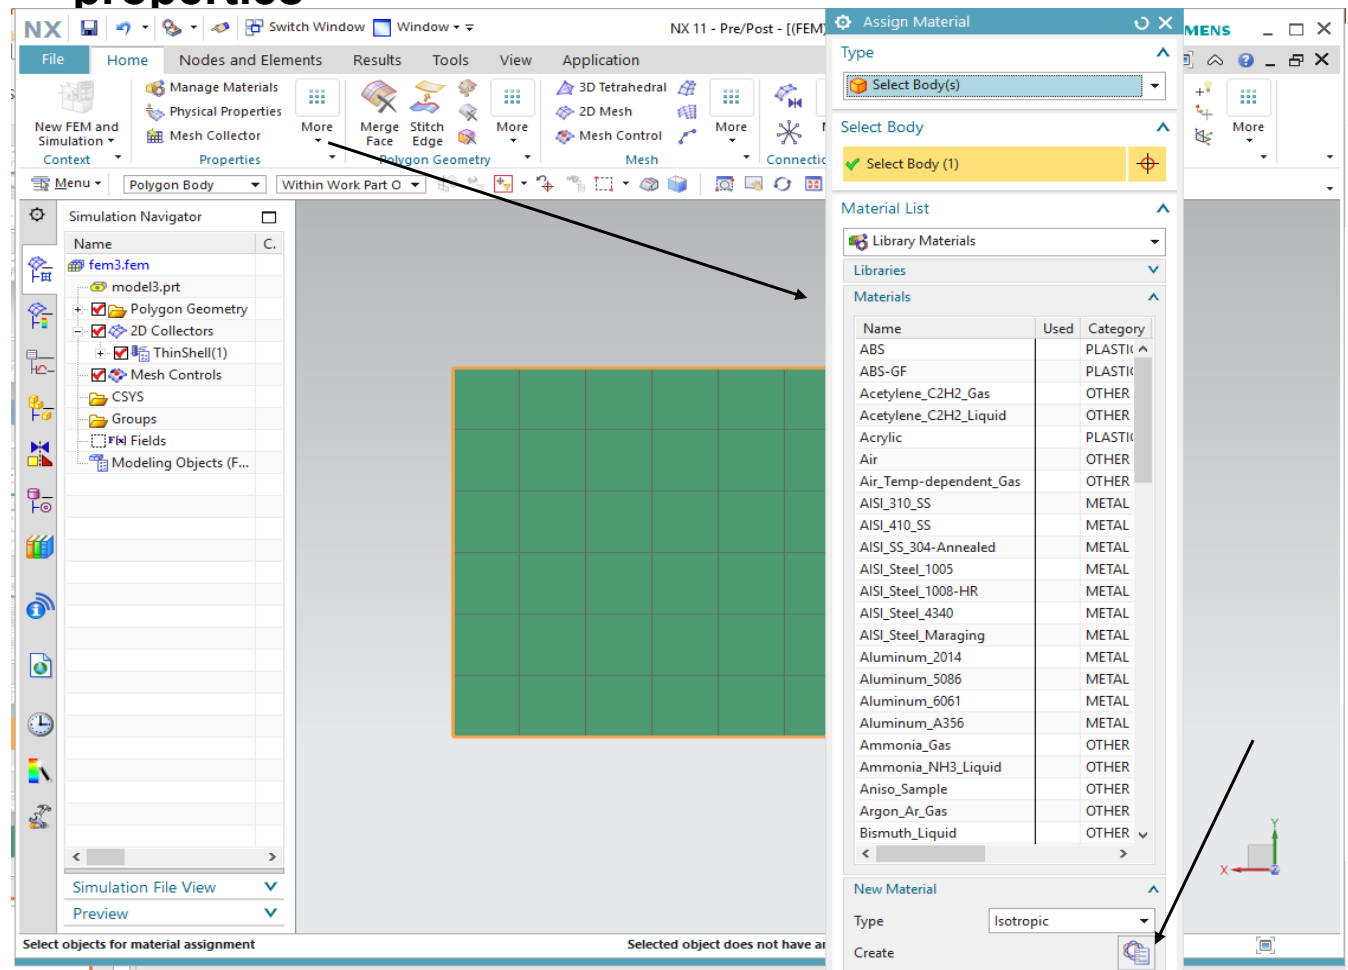 properties
NX Switch Window Window NX 11 - Pre/Post - [(FEM) Assign Material MENS
File Home Nodes and Elements Results Tools View Application
New FEM and Simulation
Context
Manage Materials
Physical Properties
Mesh Collector
More
Properties
Merge Face
Stitch Edge
More
Polygon Geometry
3D Tetrahedral
2D Mesh
Mesh Control
More
Mesh
Connectio
More
Menu Polygon Body Within Work Part O
Simulation Navigator
Name C.
fem3.fem
model3.prt
Polygon Geometry
2D Collectors
ThinShell(1)
Mesh Controls
CSYS
Groups
Fields
Modeling Objects (F...
Simulation File View
Preview
Type
Select Body(s)
Select Body
Select Body (1)
Material List
Library Materials
Libraries
Materials
Name Used Category
ABS PLASTIC
ABS-GF PLASTIC
Acetylene_C2H2_Gas OTHER
Acetylene_C2H2_Liquid OTHER
Acrylic PLASTIC
Air OTHER
Air_Temp-dependent_Gas OTHER
AISI_310_SS METAL
AISI_410_SS METAL
AISI_SS_304-Annealed METAL
AISI_Steel_1005 METAL
AISI_Steel_1008-HR METAL
AISI_Steel_4340 METAL
AISI_Steel_Maraging METAL
Aluminum_2014 METAL
Aluminum_5086 METAL
Aluminum_6061 METAL
Aluminum_A356 METAL
Ammonia_Gas OTHER
Ammonia_NH3_Liquid OTHER
Aniso_Sample OTHER
Argon_Ar_Gas OTHER
Bismuth_Liquid OTHER
New Material
Type Isotropic
Create
Y
X Z
Select objects for material assignment Selected object does not have an